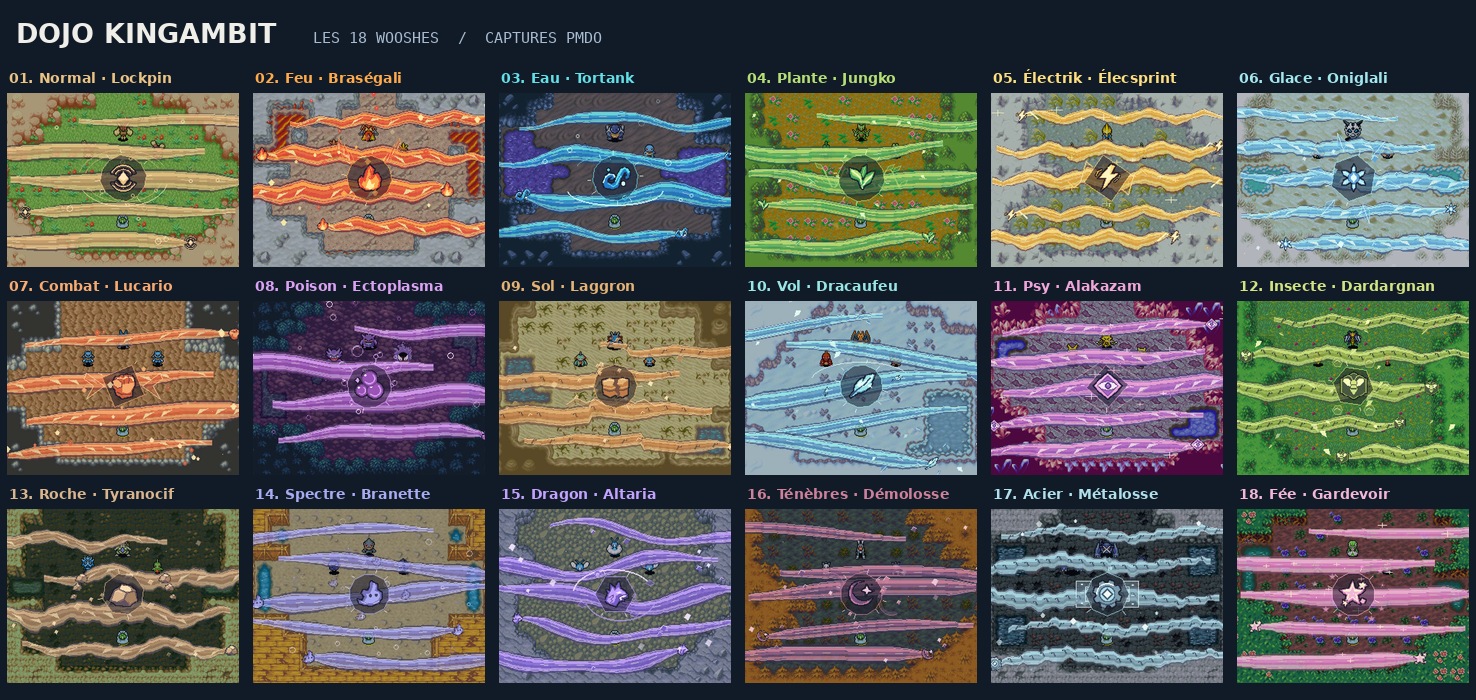 DOJO KINGAMBIT
LES 18 WOOSHES / CAPTURES PMDO
01. Normal · Lockpin
02. Feu · Braségali
03. Eau · Tortank
04. Plante · Jungko
05. Électrik · Élecsprint
06. Glace · Oniglali
07. Combat · Lucario
08. Poison · Ectoplasma
09. Sol · Laggron
10. Vol · Dracaufeu
11. Psy · Alakazam
12. Insecte · Dardargnan
13. Roche · Tyranocif
14. Spectre · Branette
15. Dragon · Altaria
16. Ténèbres · Démolosse
17. Acier · Métalosse
18. Fée · Gardevoir